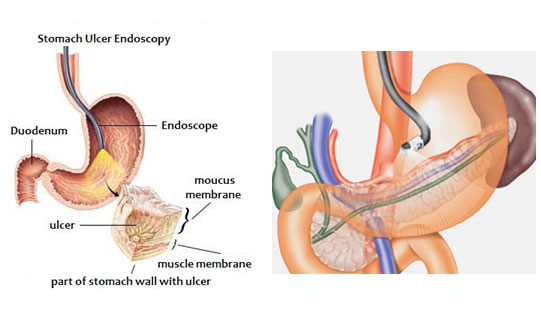 Stomach Ulcer Endoscopy
Duodenum
Endoscope
moucus
membrane
ulcer
muscle membrane
part of stomach wall with ulcer